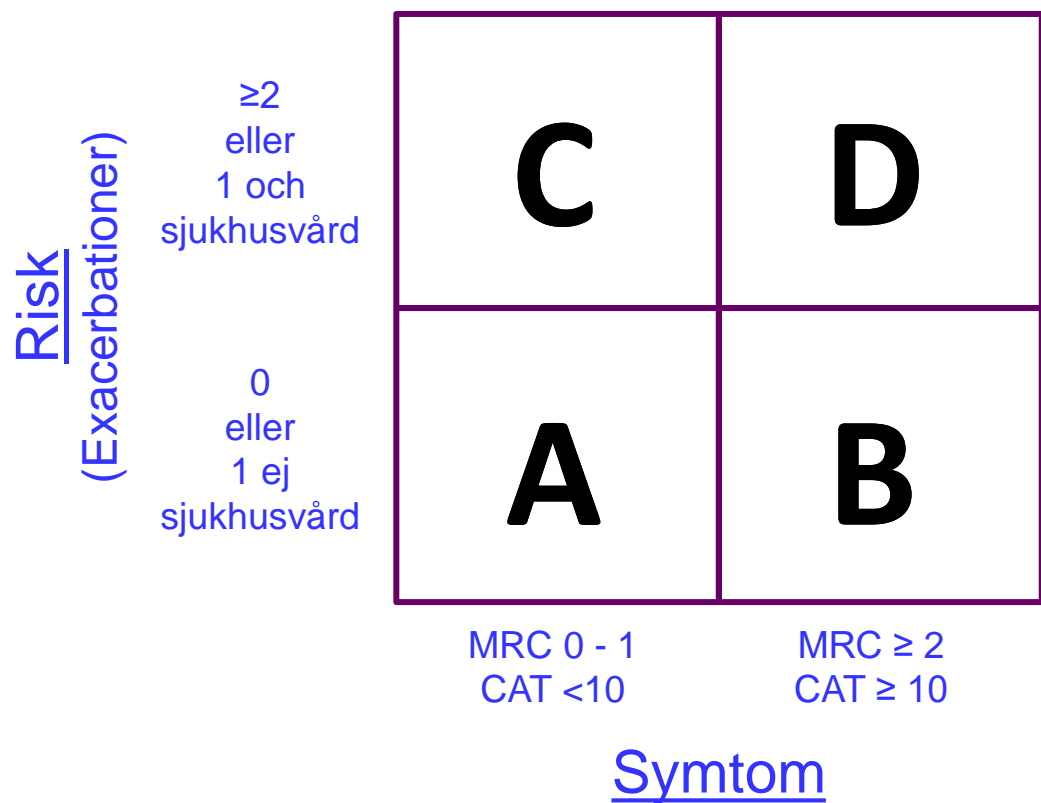 Risk
(Exacerbationer)
≥2
eller
1 och
sjukhusvård
C
D
0
eller
1 ej
sjukhusvård
A
B
MRC 0 - 1
CAT <10
MRC ≥ 2
CAT ≥ 10
Symtom